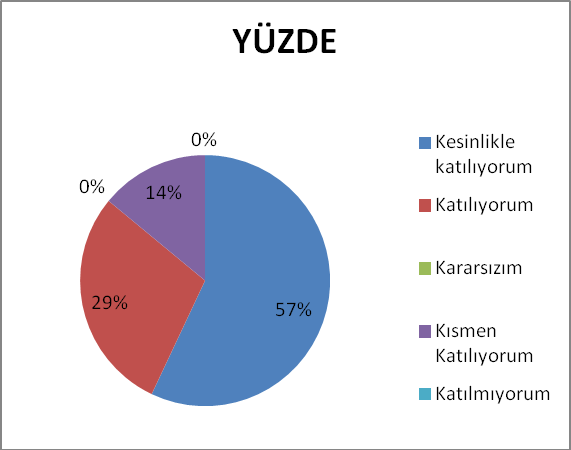 YÜZDE
0%
0%
14%
29%
57%
Kesinlikle
katılıyorum
Katılıyorum
Kararsızım
Kısmen
Katılıyorum
Katılmıyorum